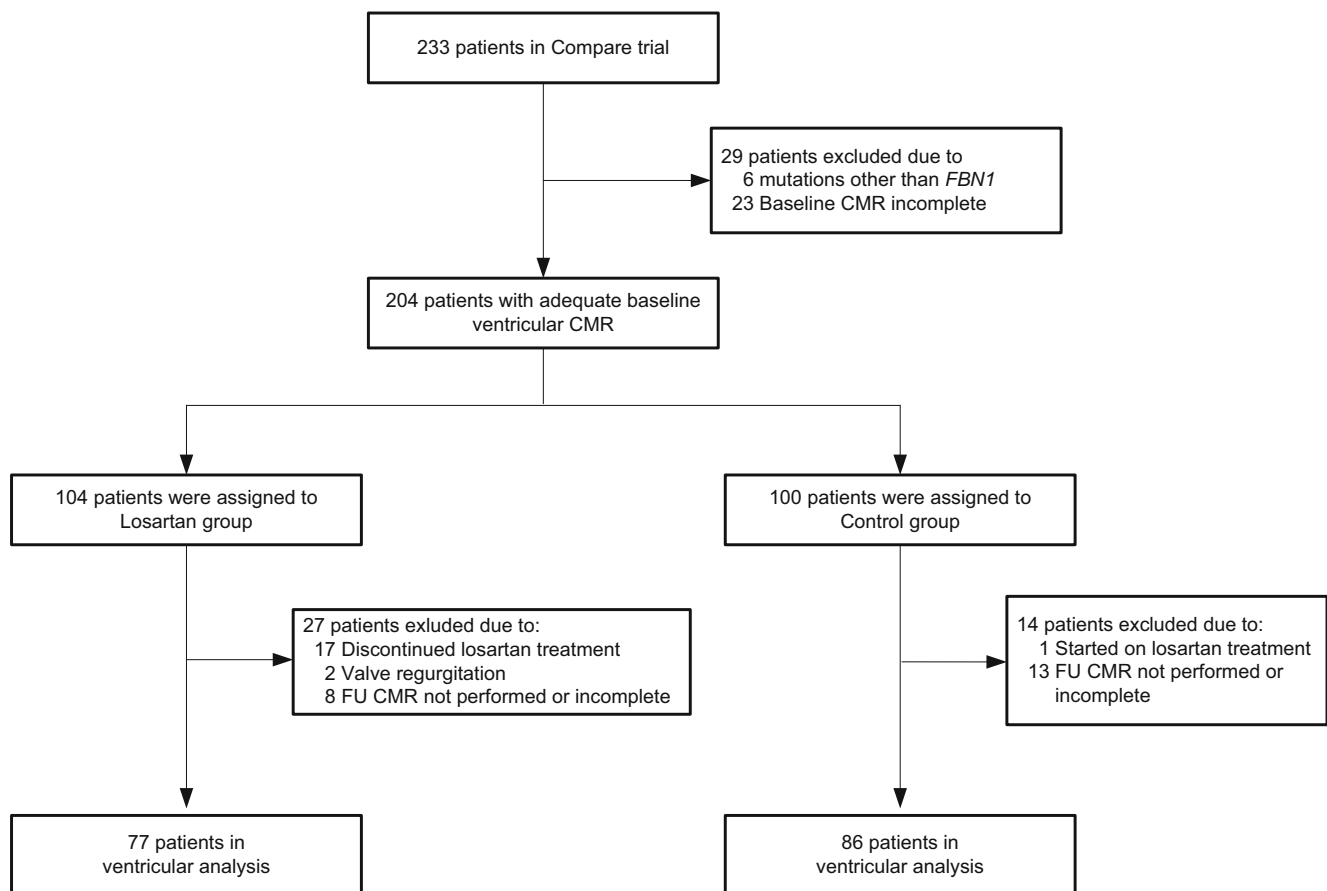 233 patients in Compare trial
29 patients excluded due to
6 mutations other than FBN1
23 Baseline CMR incomplete
204 patients with adequate baseline
ventricular CMR
104 patients were assigned to
Losartan group
100 patients were assigned to
Control group
27 patients exluded due to:
17 Discontinued losartan treatment
2 Valve regurgitation
8 FU CMR not performed or incomplete
14 patients excluded due to:
1 Started on losartan treatment
13 FU CMR not performed or
incomplete
77 patients in
ventricular analysis
86 patients in
ventricular analysis